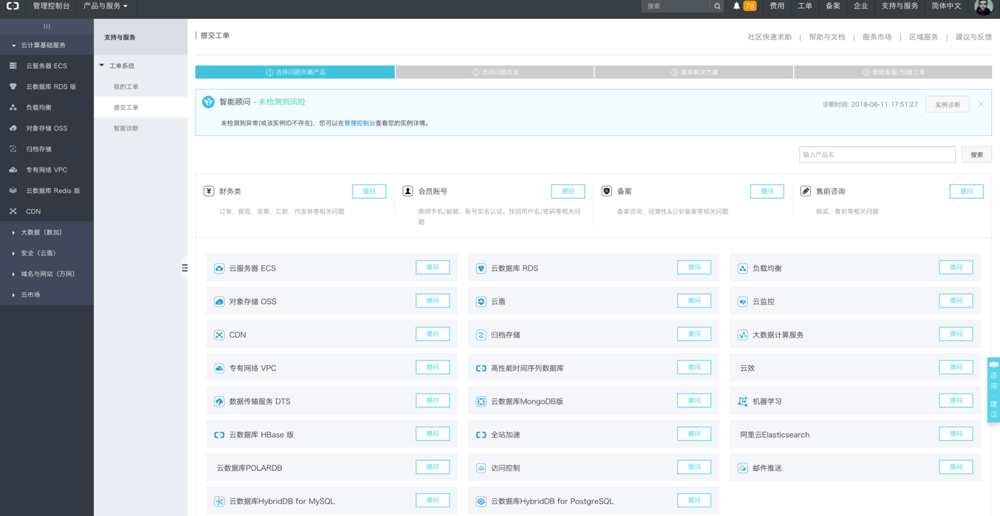 管理控制台 产品与服务 搜索 78 费用 工单 备案 企业 支持与服务 简体中文
云计算基础服务
云服务器 ECS
云数据库 RDS 版
负载均衡
对象存储 OSS
归档存储
专有网络 VPC
云数据库 Redis 版
CDN
大数据（数加）
安全（云盾）
域名与网站（万网）
云市场
支持与服务
工单系统
我的工单
提交工单
智能诊断
提交工单
社区快速求助 | 帮助与文档 | 服务市场 | 区域服务 | 建议与反馈
① 选择问题所属产品 ② 选择问题类型 ③ 推荐解决方案 ④ 智能客服/创建工单
智能顾问 - 未检测到风险 诊断时间: 2018-06-11 17:51:27 实例诊断
未检测到异常(或该实例ID不存在)，您可以在管理控制台查看您的实例详情。
输入产品名 搜索
财务类 提问 会员账号 提问 备案 提问 售前咨询 提问
订单、提现、发票、汇款、代金券等相关问题
换绑手机/邮箱、账号实名认证、找回用户名/密码等相关问
题
备案咨询、经营性&公安备案等相关问题
购买、售前等相关问题
云服务器 ECS 提问 云数据库 RDS 提问 负载均衡 提问
对象存储 OSS 提问 云盾 提问 云监控 提问
CDN 提问 归档存储 提问 大数据计算服务 提问
专有网络 VPC 提问 高性能时间序列数据库 提问 云效 提问
数据传输服务 DTS 提问 云数据库MongoDB版 提问 机器学习 提问
云数据库 HBase 版 提问 全站加速 提问 阿里云Elasticsearch 提问
云数据库POLARDB 提问 访问控制 提问 邮件推送 提问
云数据库HybridDB for MySQL 提问 云数据库HybridDB for PostgreSQL 提问
咨询·建议